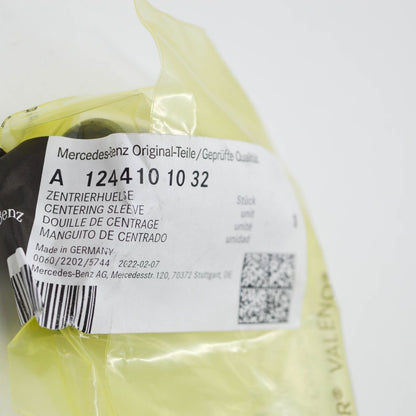 Mercedes-Benz Original-Teile/Geprüfte Qualität
A 124 410 10 32
ZENTRIERHUELSE
CENTERING SLEEVE
DOUILLE DE CENTRAGE
MANGUITO DE CENTRADO
Stück
unit
unité
unidad
Made in GERMANY
0060/2202/5744 2022-02-07
Mercedes-Benz AG, Mercedesstr.120, 70372 Stuttgart, DE
enz
R® VALENO®